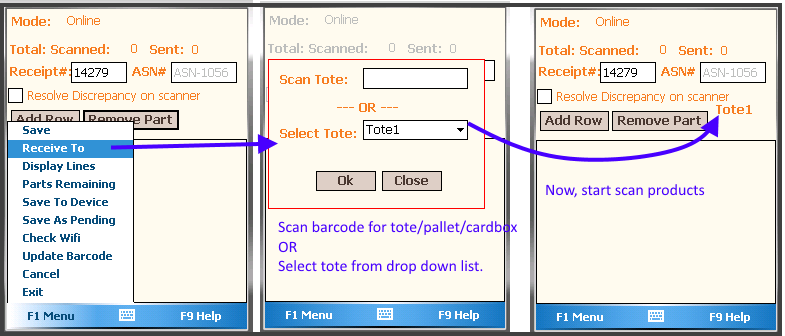 Mode: Online
Total: Scanned: 0 Sent: 0
Receipt#: 14279 ASN# ASN-1056
Resolve Discrepancy on scanner
Add Row Remove Part
Save
Receive To
Display Lines
Parts Remaining
Save To Device
Save As Pending
Check Wifi
Update Barcode
Cancel
Exit
F1 Menu F9 Help
Mode: Online
Total: Scanned: 0 Sent: 0
Scan Tote:
--- OR ---
Select Tote: Tote1
Ok Close
Scan barcode for tote/pallet/cardbox
OR
Select tote from drop down list.
F1 Menu F9 Help
Mode: Online
Total: Scanned: 0 Sent: 0
Receipt#: 14279 ASN# ASN-1056
Resolve Discrepancy on scanner
Tote1
Add Row Remove Part
Now, start scan products
F1 Menu F9 Help